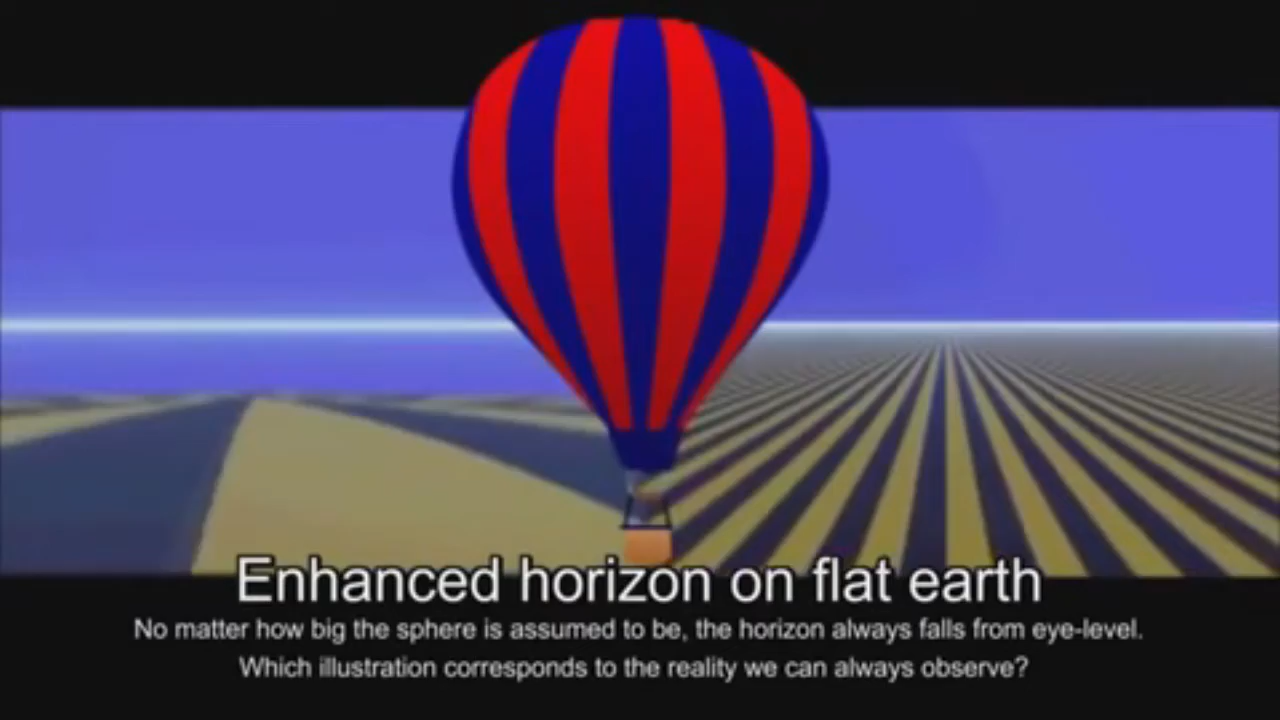 Enhanced horizon on flat earth
No matter how big the sphere is assumed to be, the horizon always falls from eye-level.
Which illustration corresponds to the reality we can always observe?